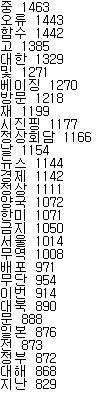 중 1463
오류 1443
함수 1442
고 1385
대한 1329
및 1271
베이징 1270
방문 1218
재 1199
시진핑 1177
정상회담 1166
날 1154
뉴스 1144
경제 1142
정상 1111
양국 1072
한미 1071
금지 1050
서울 1014
무역 1008
배포 971
무단 954
이번 914
대북 890
문 888
일본 876
전 873
정부 872
대해 868
지난 829